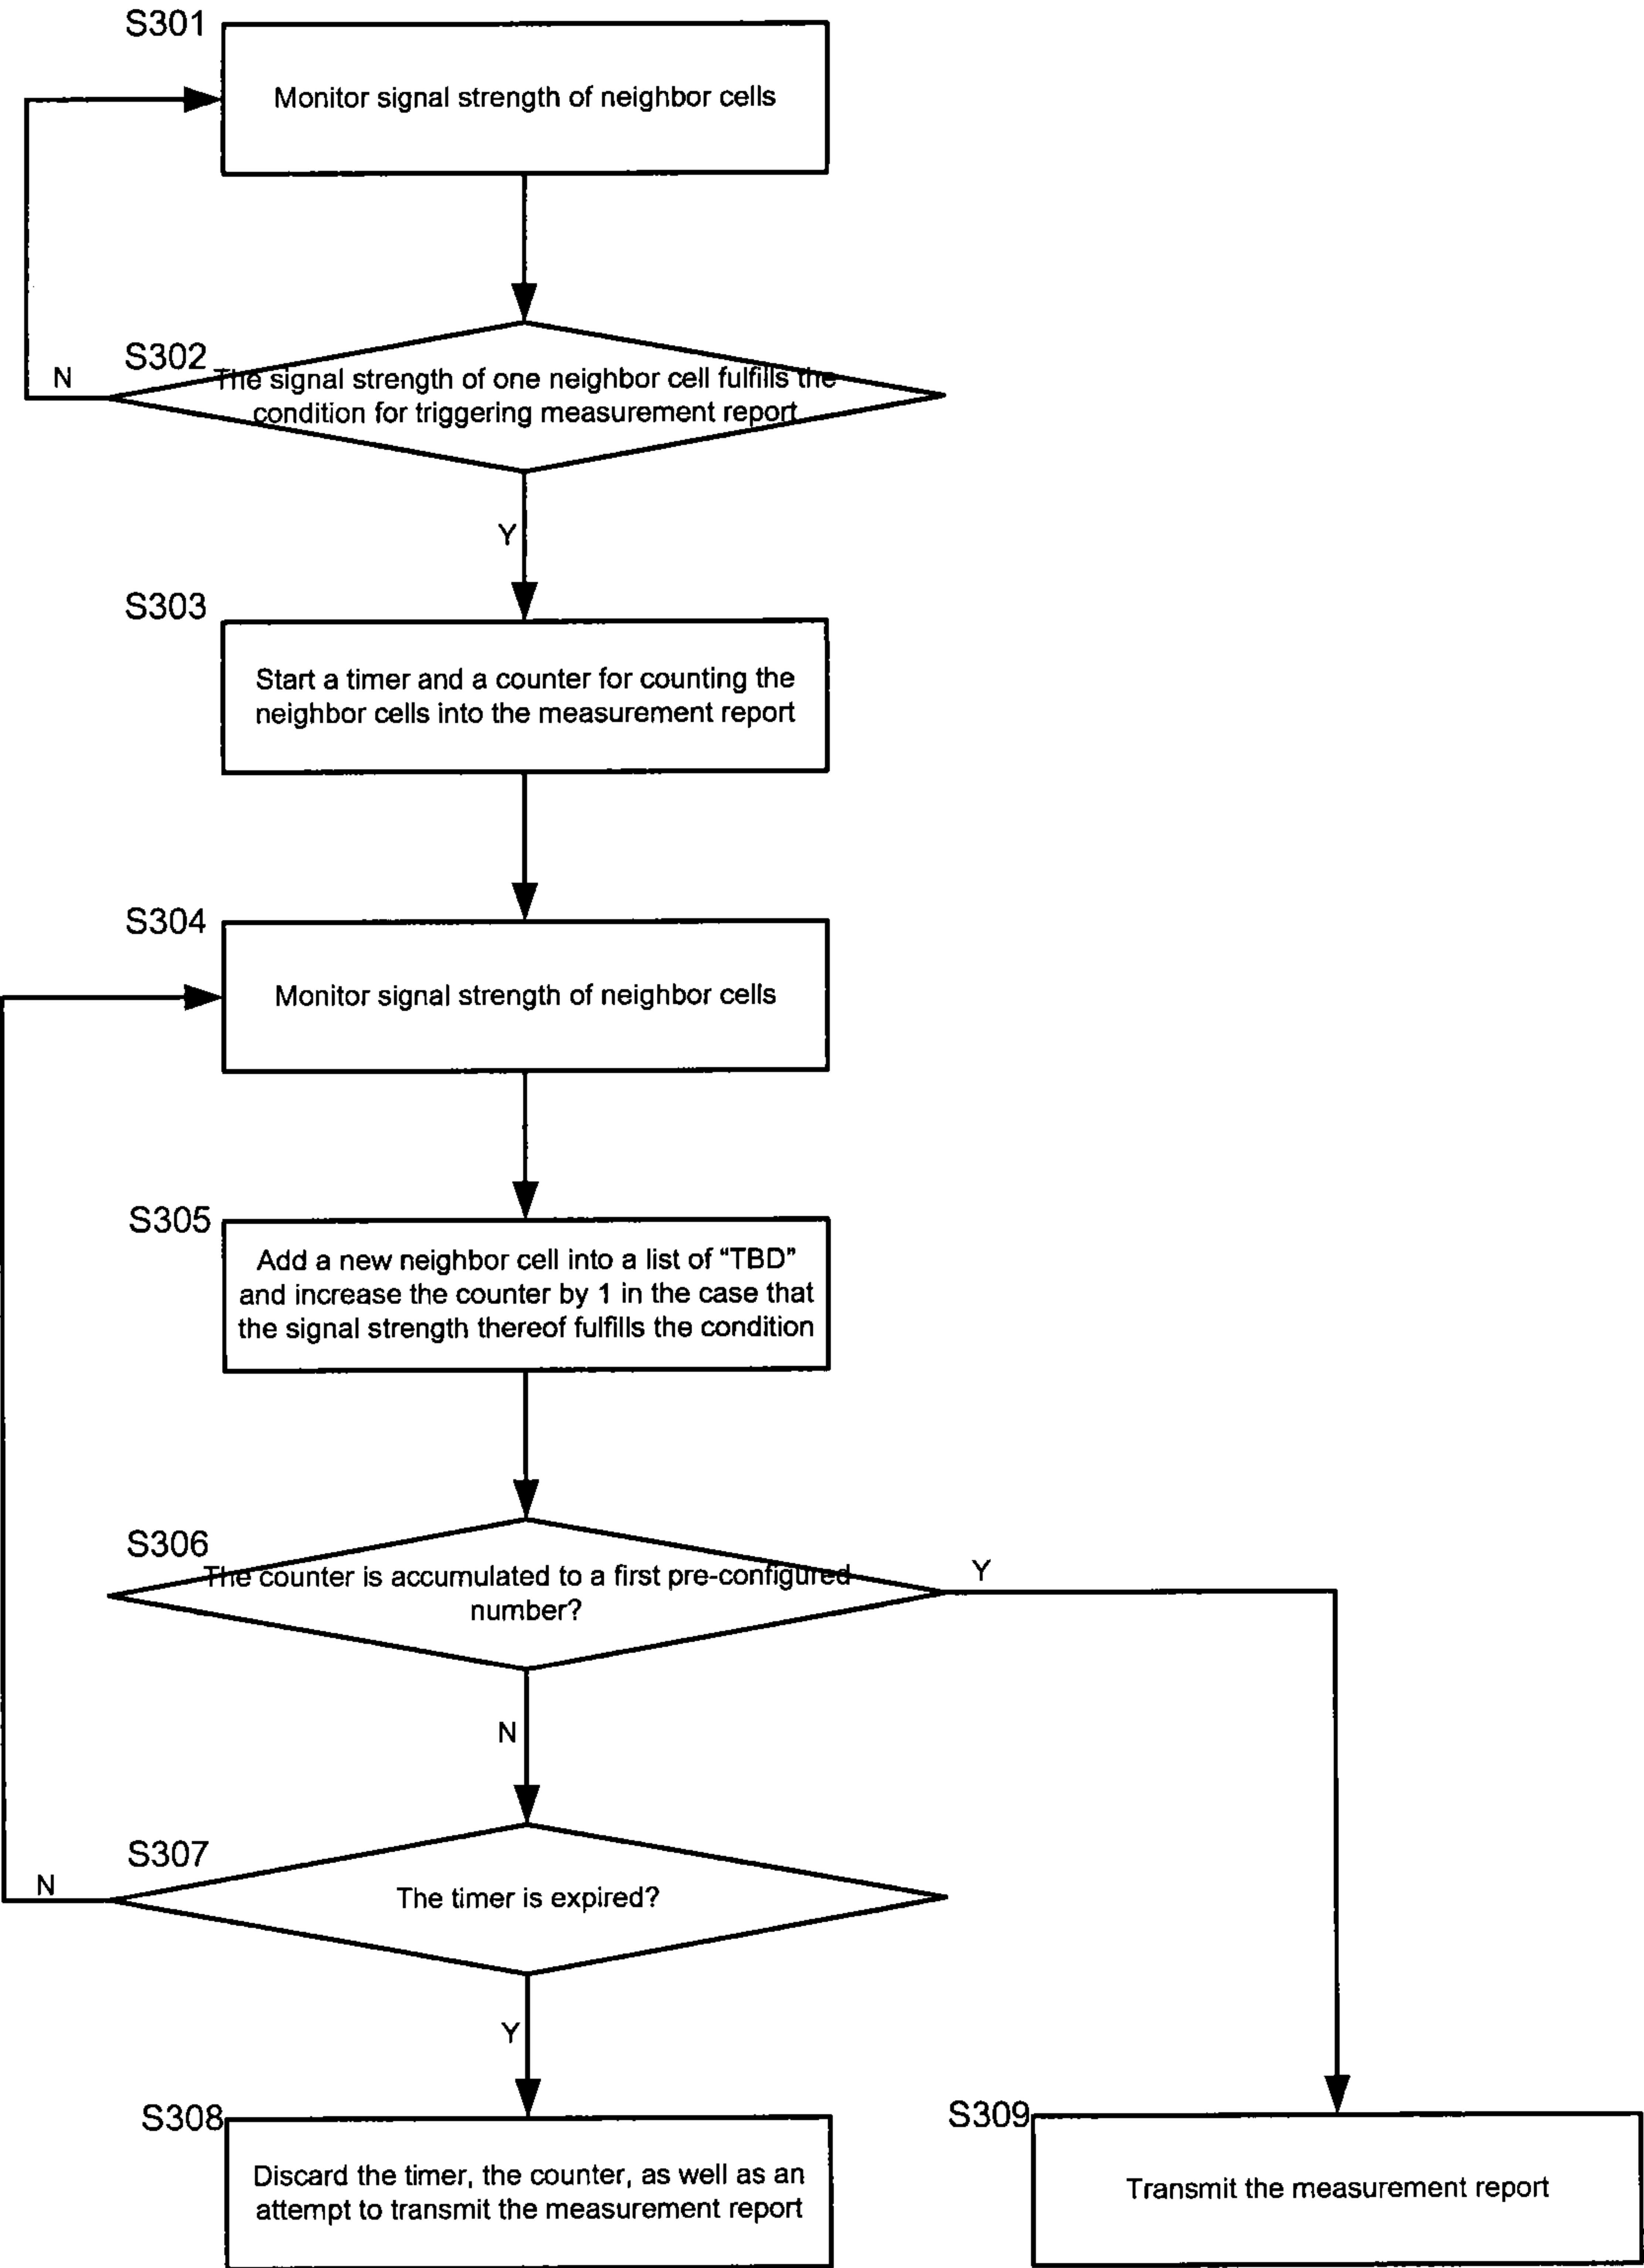 S301
Monitor signal strength of neighbor cells
S302
N
The signal strength of one neighbor cell fulfills the
condition for triggering measurement report
Y
S303
Start a timer and a counter for counting the
neighbor cells into the measurement report
S304
Monitor signal strength of neighbor cells
S305
Add a new neighbor cell into a list of “TBD”
and increase the counter by 1 in the case that
the signal strength thereof fulfills the condition
S306
The counter is accumulated to a first pre-configured
number?
Y
N
S307
N
The timer is expired?
Y
S308
Discard the timer, the counter, as well as an
attempt to transmit the measurement report
S309
Transmit the measurement report